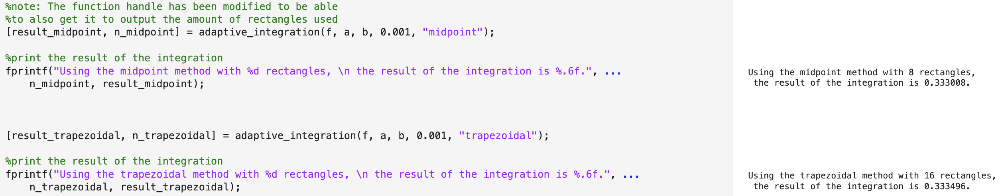 %note: The function handle has been modified to be able
%to also get it to output the amount of rectangles used
[result_midpoint, n_midpoint] = adaptive_integration(f, a, b, 0.001, "midpoint");
%print the result of the integration
fprintf("Using the midpoint method with %d rectangles, \n the result of the integration is %.6f.", ...
    n_midpoint, result_midpoint);
Using the midpoint method with 8 rectangles,
 the result of the integration is 0.333008.
[result_trapezoidal, n_trapezoidal] = adaptive_integration(f, a, b, 0.001, "trapezoidal");
%print the result of the integration
fprintf("Using the trapezoidal method with %d rectangles, \n the result of the integration is %.6f.", ...
    n_trapezoidal, result_trapezoidal);
Using the trapezoidal method with 16 rectangles,
 the result of the integration is 0.333496.